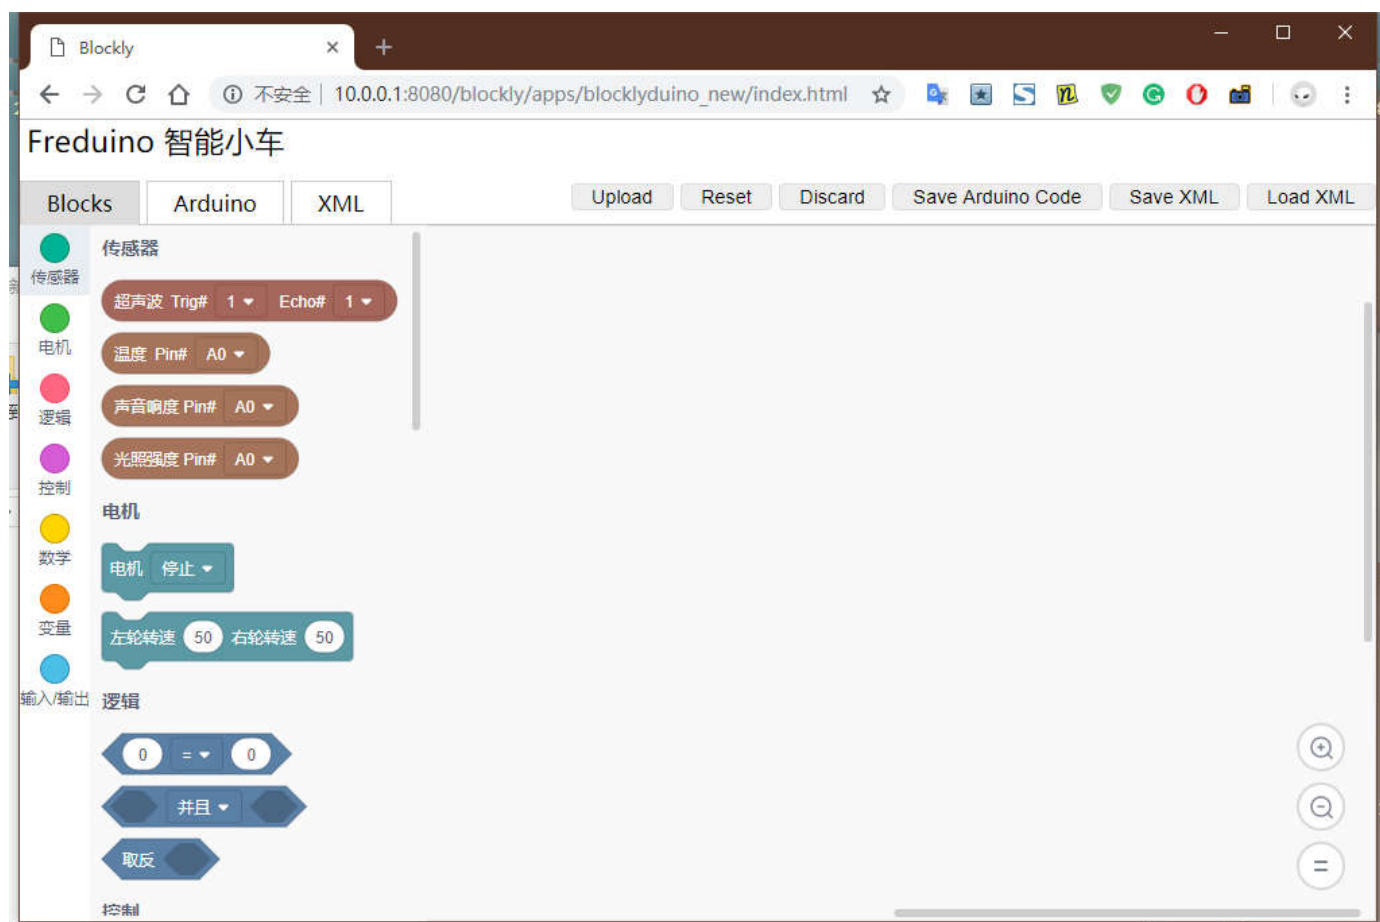 Blockly
不安全 10.0.0.1:8080/blockly/apps/blocklyduino_new/index.html
Freduino 智能小车
Blocks Arduino XML Upload Reset Discard Save Arduino Code Save XML Load XML
传感器
电机
逻辑
控制
数学
变量
输入/输出
传感器
超声波 Trig# 1 Echo# 1
温度 Pin# A0
声音响度 Pin# A0
光照强度 Pin# A0
电机
电机 停止
左轮转速 50 右轮转速 50
逻辑
0 = 0
并且
取反
控制